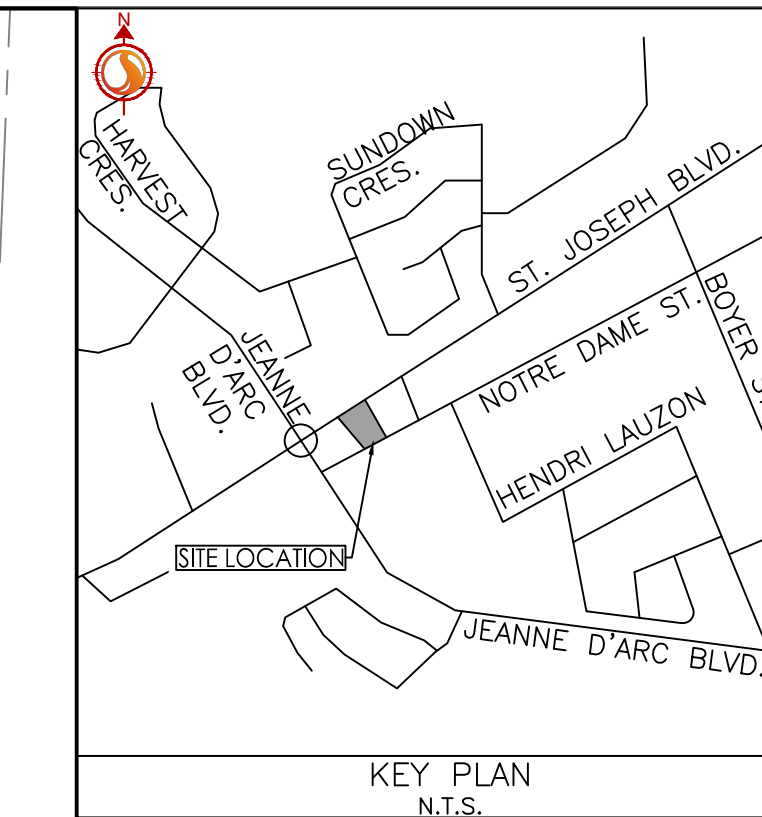 N
HARVEST
CRES.
SUNDOWN
CRES.
ST. JOSEPH BLVD.
NOTRE DAME ST.
BOYER
JEANNE
D'ARC
BLVD.
HENDRI LAUZON
SITE LOCATION
JEANNE D'ARC BLVD.
KEY PLAN
N.T.S.